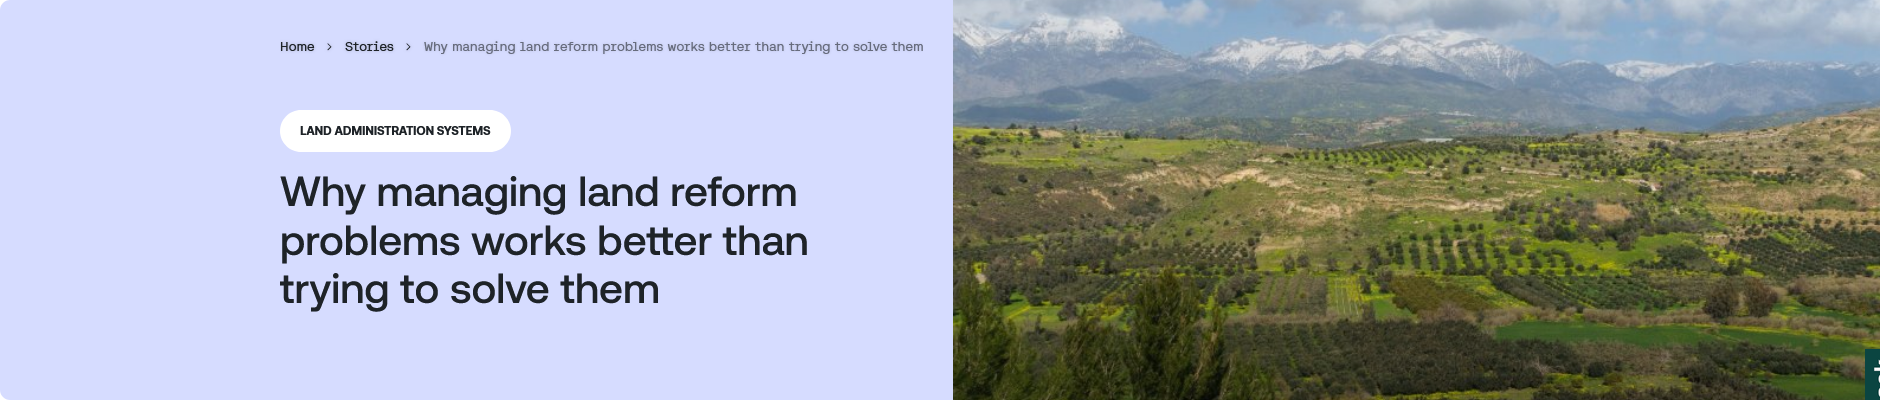 Home > Stories > Why managing land reform problems works better than trying to solve them
LAND ADMINISTRATION SYSTEMS
Why managing land reform
problems works better than
trying to solve them